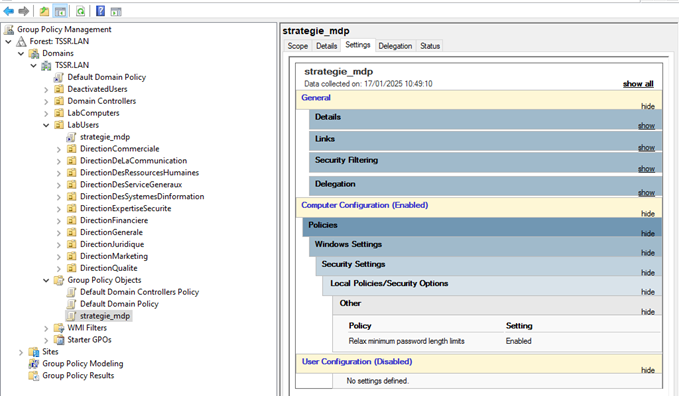 Group Policy Management
Forest: TSSR.LAN
Domains
TSSR.LAN
Default Domain Policy
DeactivatedUsers
Domain Controllers
LabComputers
LabUsers
strategie_mdp
DirectionCommerciale
DirectionDeLaCommunication
DirectionDesRessourcesHumaines
DirectionDesServiceGeneraux
DirectionDesSystemesDinformation
DirectionExpertiseSecurite
DirectionFinanciere
DirectionGenerale
DirectionJuridique
DirectionMarketing
DirectionQualite
Group Policy Objects
Default Domain Controllers Policy
Default Domain Policy
strategie_mdp
WMI Filters
Starter GPOs
Sites
Group Policy Modeling
Group Policy Results
strategie_mdp
Scope Details Settings Delegation Status
strategie_mdp
Data collected on: 17/01/2025 10:49:10 show all
General hide
Details show
Links show
Security Filtering show
Delegation show
Computer Configuration (Enabled) hide
Policies hide
Windows Settings hide
Security Settings hide
Local Policies/Security Options hide
Other hide
Policy Setting
Relax minimum password length limits Enabled
User Configuration (Disabled) hide
No settings defined.